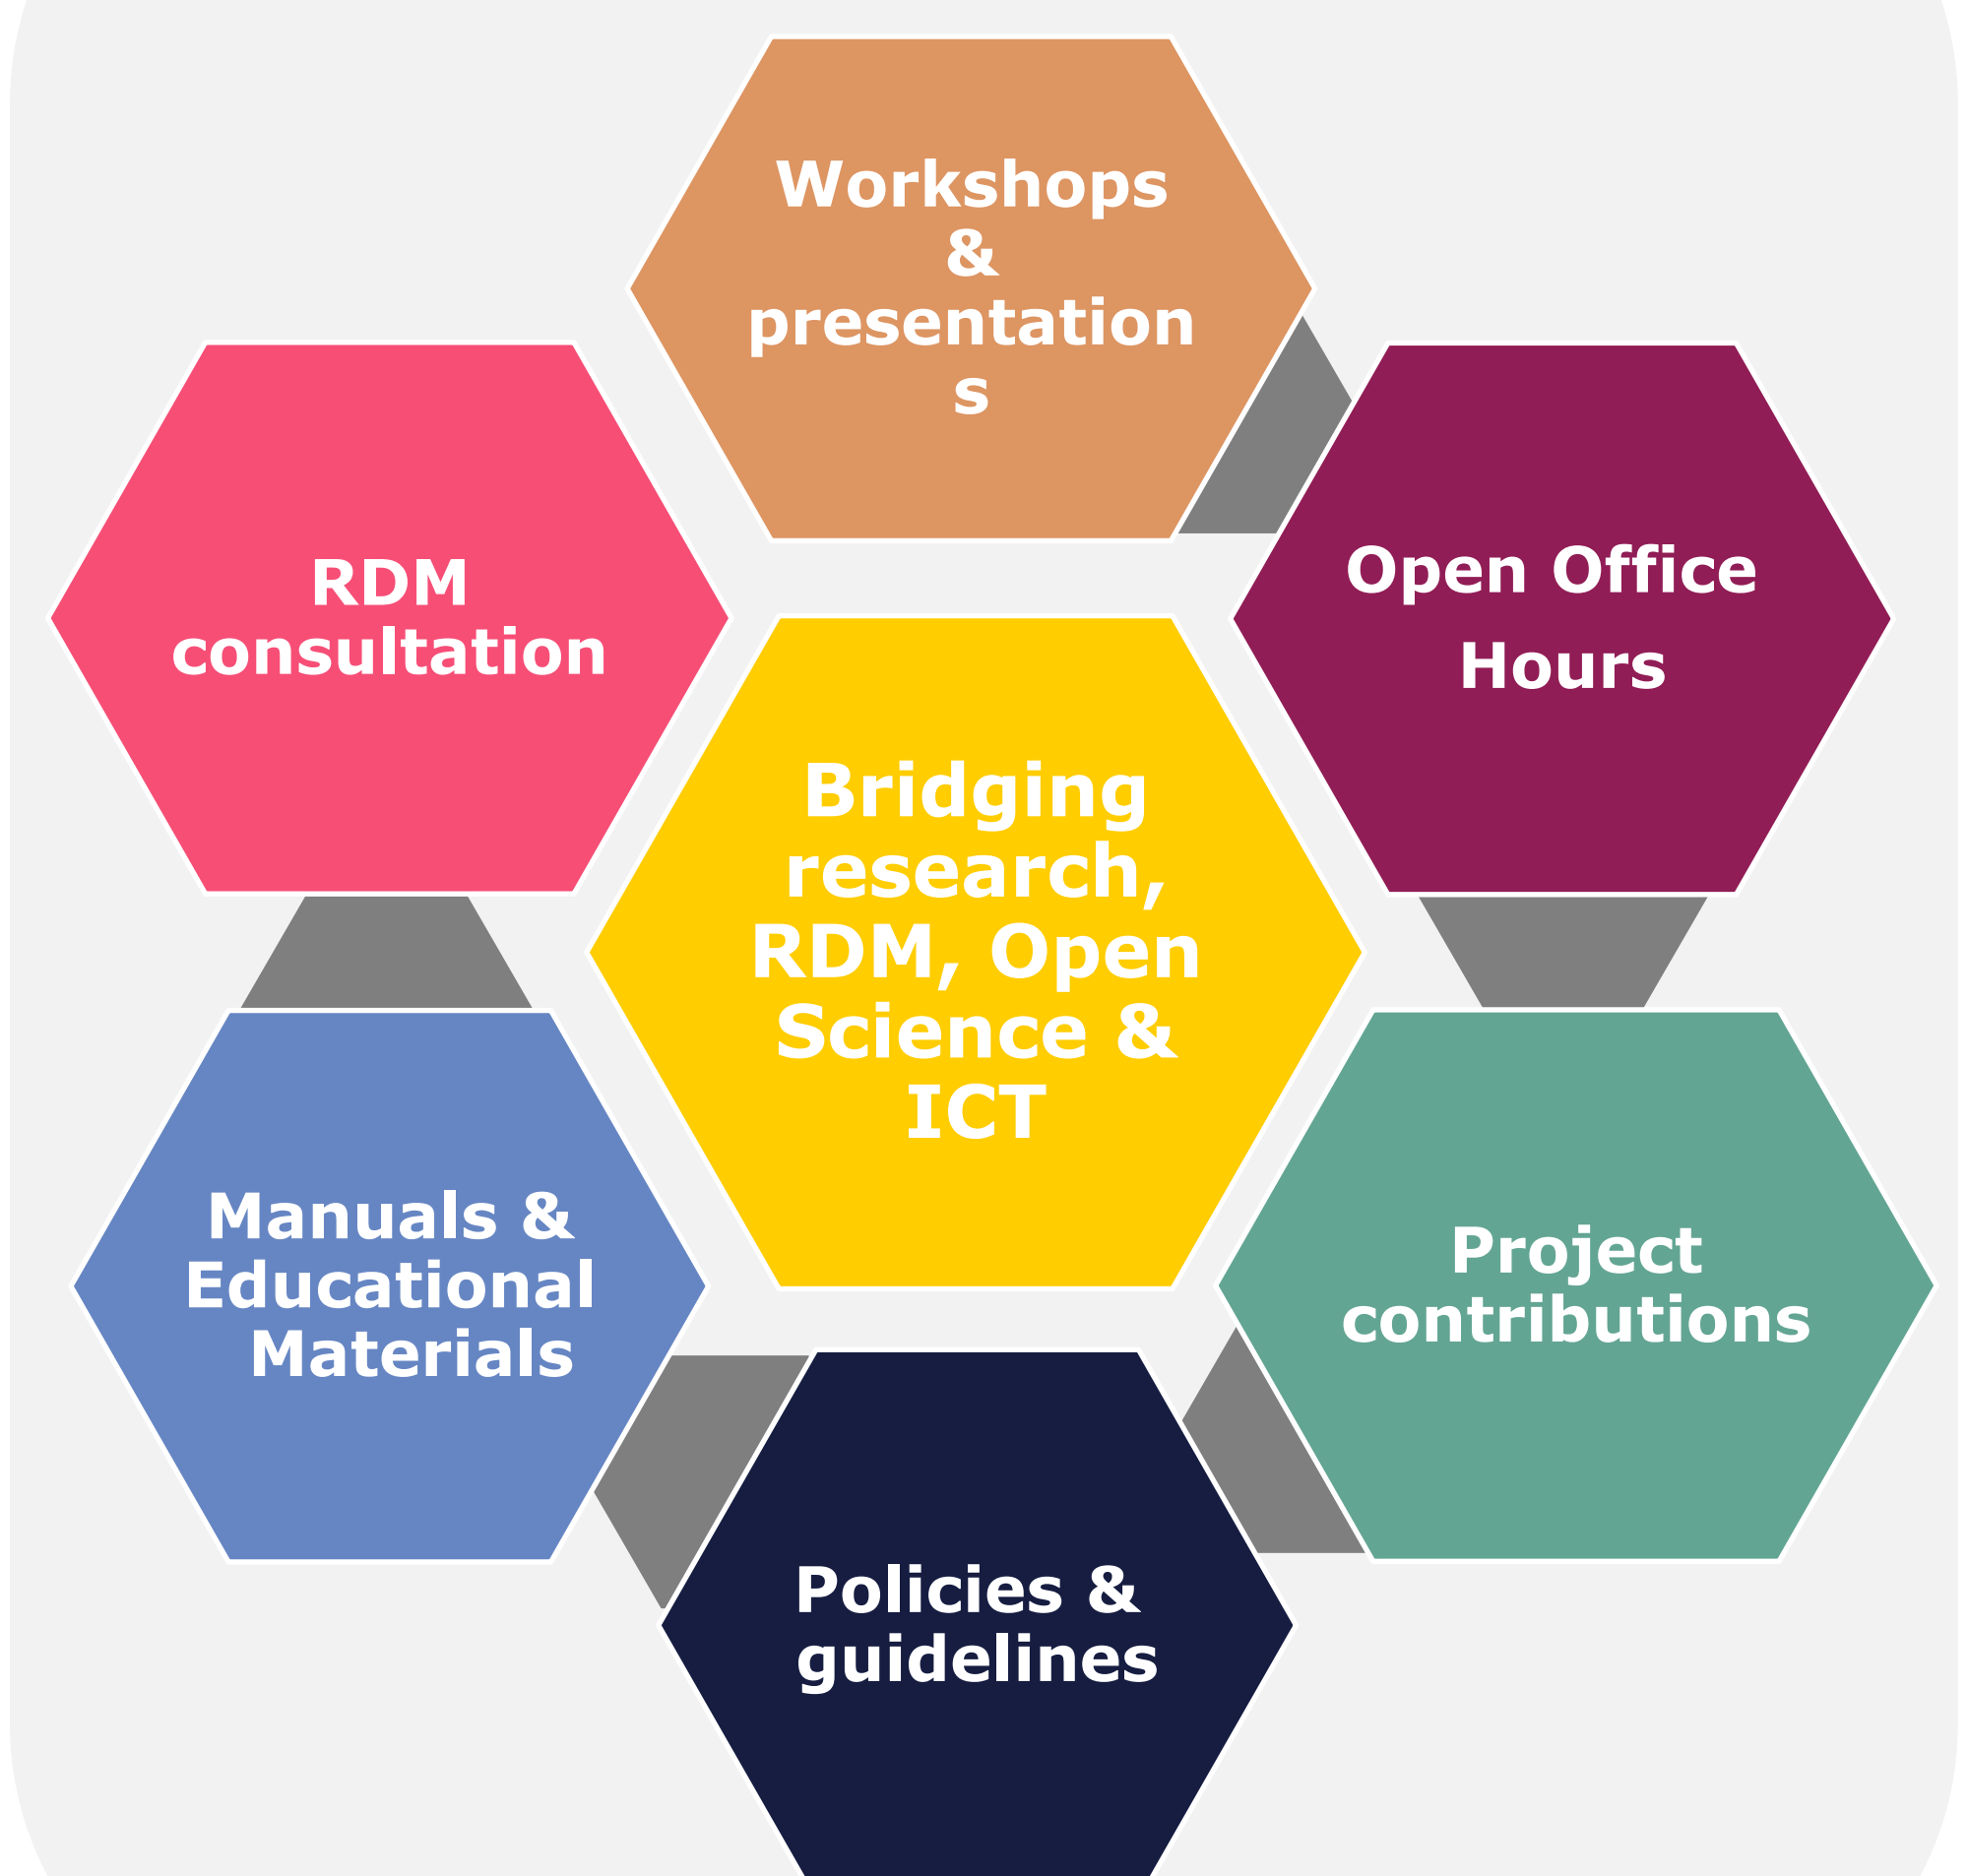 Workshops
&
presentation
s
RDM
consultation
Open Office
Hours
Bridging
research,
RDM, Open
Science &
ICT
Manuals &
Educational
Materials
Project
contributions
Policies &
guidelines